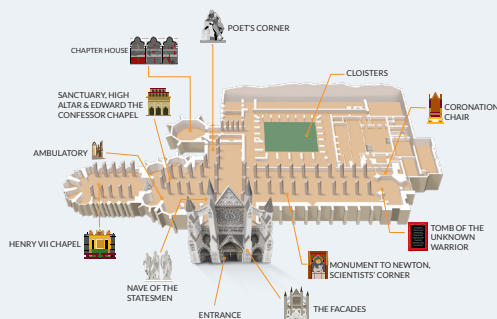 POET'S CORNER
CHAPTER HOUSE
CLOISTERS
SANCTUARY, HIGH
ALTAR & EDWARD THE
CONFESSOR CHAPEL
CORONATION
CHAIR
AMBULATORY
HENRY VII CHAPEL
TOMB OF THE
UNKNOWN
WARRIOR
MONUMENT TO NEWTON,
SCIENTISTS' CORNER
NAVE OF THE
STATESMEN
THE FACADES
ENTRANCE